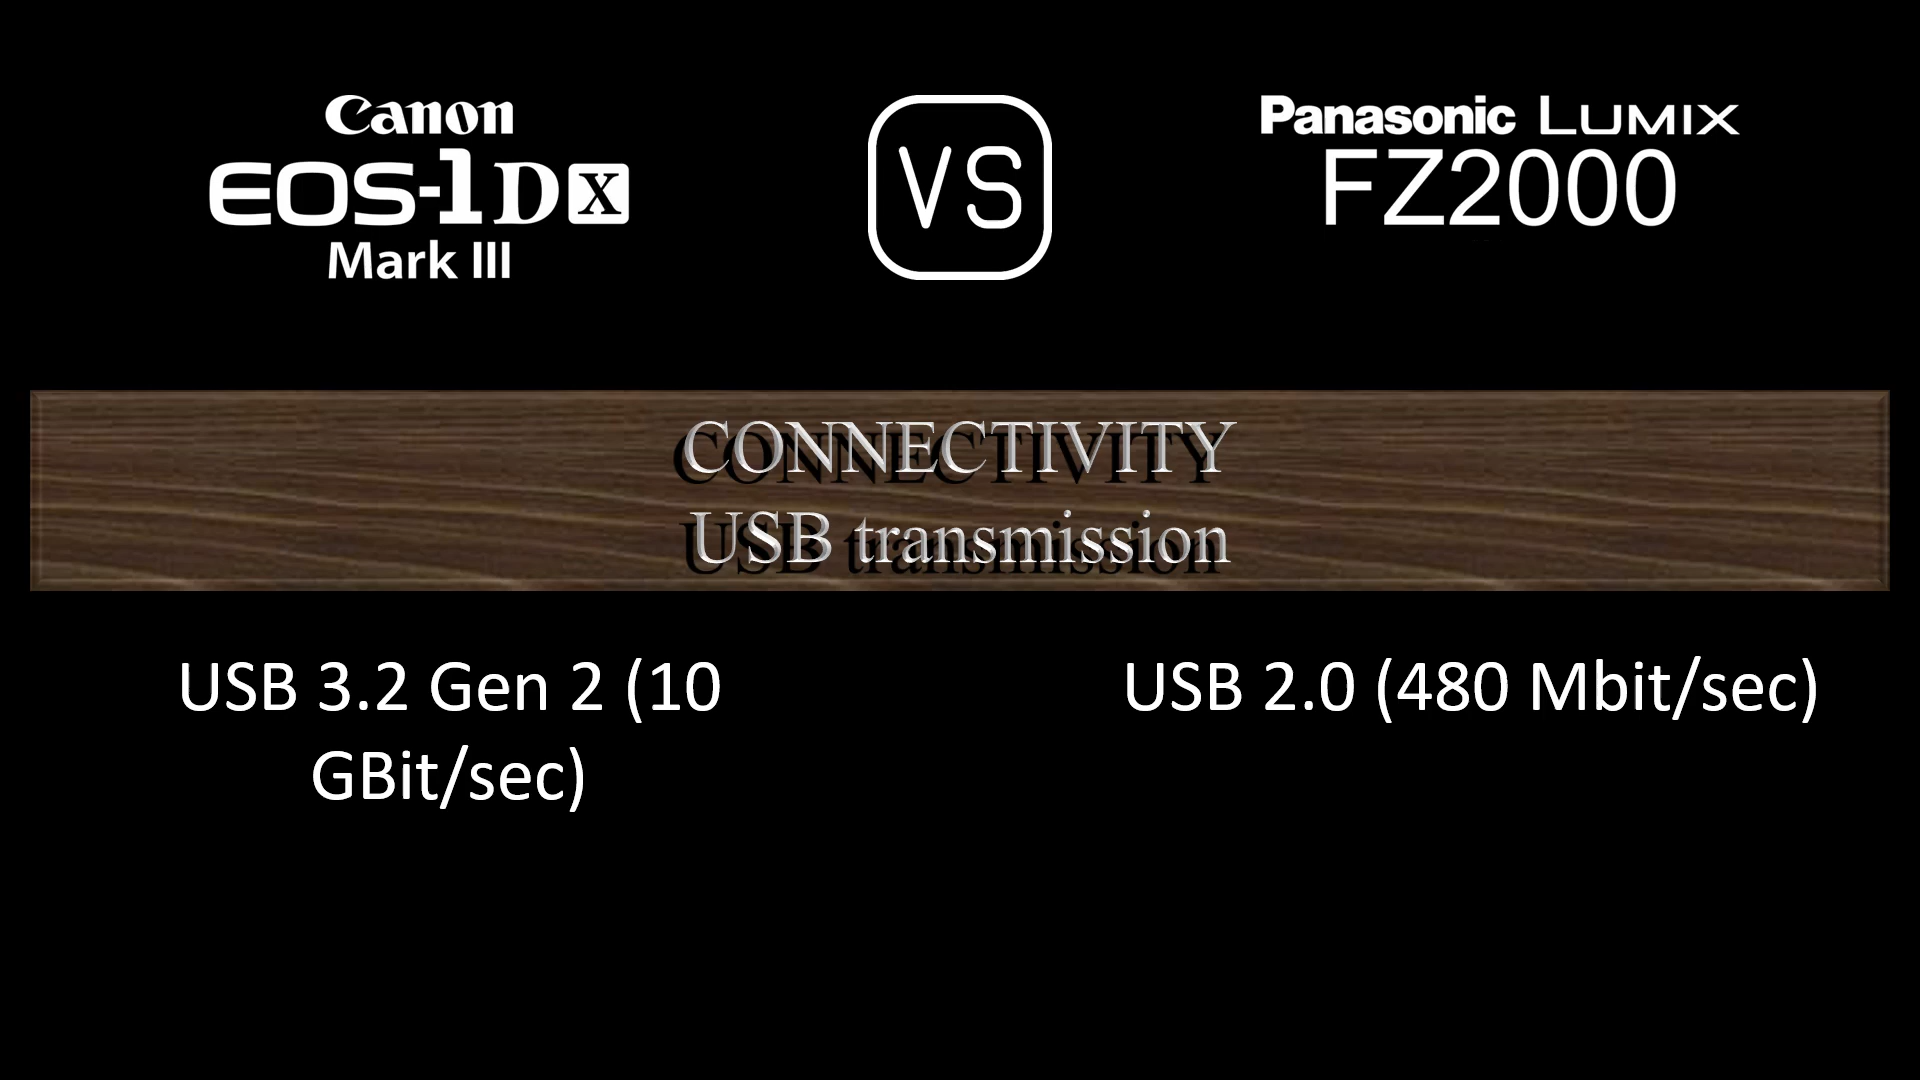 Canon
EOS-1D X
Mark III
VS
Panasonic LUMIX
FZ2000
CONNECTIVITY
USB transmission
USB 3.2 Gen 2 (10
GBit/sec)
USB 2.0 (480 Mbit/sec)